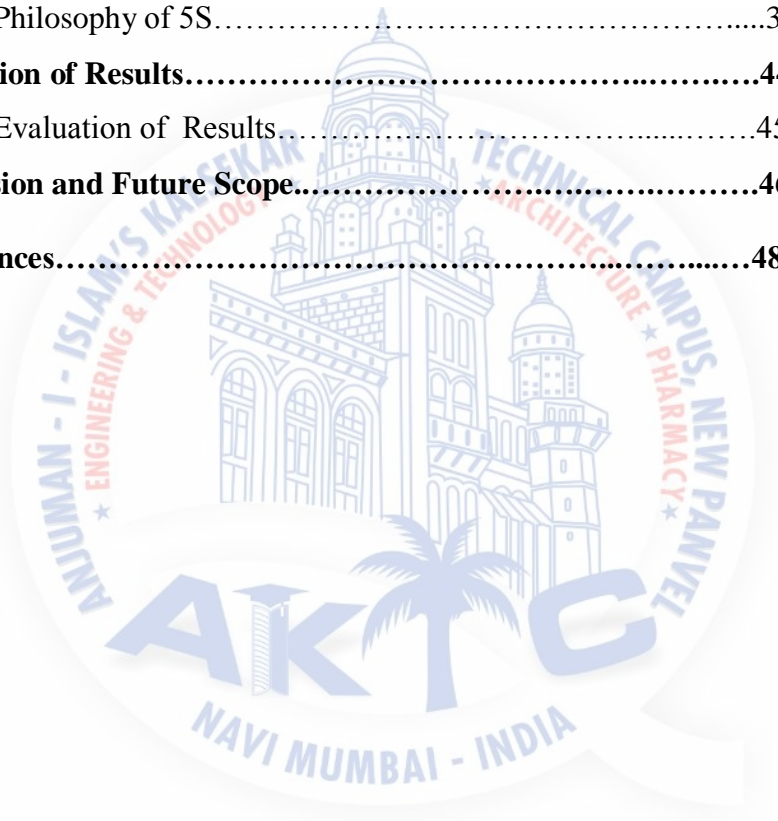 Philosophy of 5S……………………………………………….....3
ion of Results……………………………………..…….….44
Evaluation of Results…………………………………......…….45
sion and Future Scope..……………………..….…….……….46
nces………………………………………………...……....…48
ANJUMAN - I - ISLAM'S KALSEKAR TECHNICAL CAMPUS, NEW PANVEL
★ ENGINEERING & TECHNOLOGY ★ ARCHITECTURE ★ PHARMACY ★
AKTC
NAVI MUMBAI - INDIA